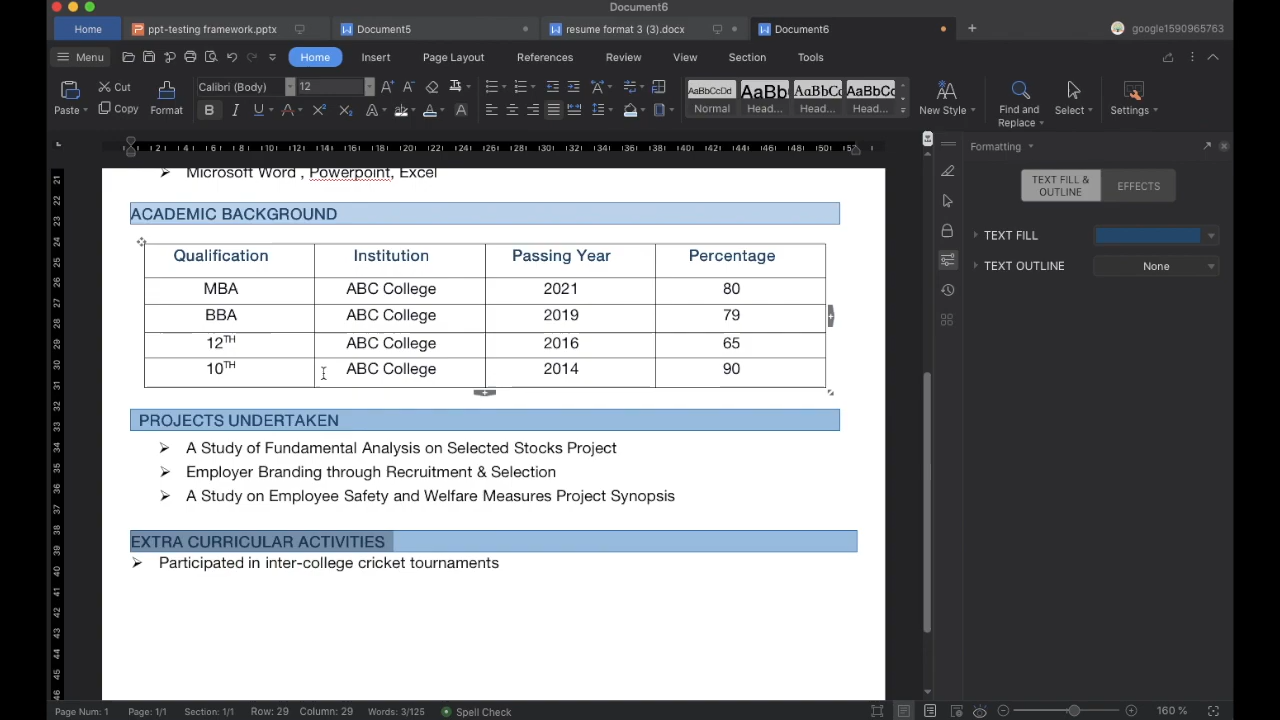 Document6
Home
ppt-testing framework.pptx
Document5
resume format 3 (3).docx
Document6
google1590965763
Menu
Home
Insert
Page Layout
References
Review
View
Section
Tools
Paste
Cut
Copy
Format
Calibri (Body)
12
B I U A X² X₂ A ab A A
AaBbCcDd
Normal
AaBb
Head...
AaBbC
Head...
AaBbC
Head...
New Style
Find and
Replace
Select
Settings
Formatting
TEXT FILL &
OUTLINE
EFFECTS
TEXT FILL
TEXT OUTLINE
None
Microsoft Word , Powerpoint, Excel
ACADEMIC BACKGROUND
Qualification Institution Passing Year Percentage
MBA ABC College 2021 80
BBA ABC College 2019 79
12TH ABC College 2016 65
10TH ABC College 2014 90
PROJECTS UNDERTAKEN
A Study of Fundamental Analysis on Selected Stocks Project
Employer Branding through Recruitment & Selection
A Study on Employee Safety and Welfare Measures Project Synopsis
EXTRA CURRICULAR ACTIVITIES
Participated in inter-college cricket tournaments
Page Num: 1
Page: 1/1
Section: 1/1
Row: 29
Column: 29
Words: 3/125
Spell Check
160 %